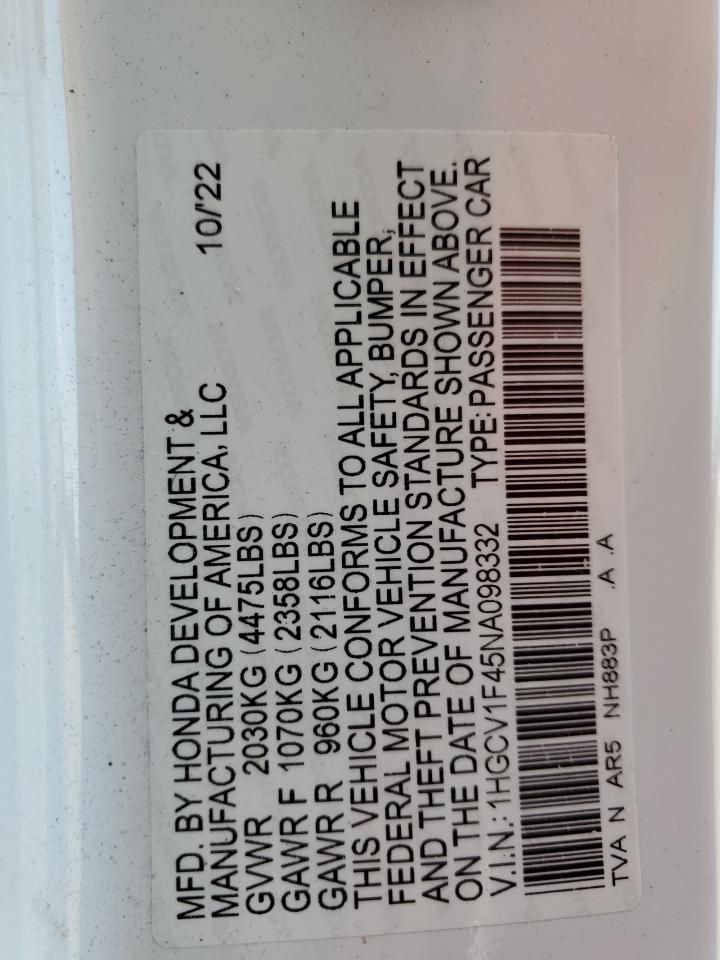 MFD. BY HONDA DEVELOPMENT &
MANUFACTURING OF AMERICA, LLC 10/'22
GVWR 2030KG (4475LBS)
GAWR F 1070KG (2358LBS)
GAWR R 960KG (2116LBS)
THIS VEHICLE CONFORMS TO ALL APPLICABLE
FEDERAL MOTOR VEHICLE SAFETY, BUMPER,
AND THEFT PREVENTION STANDARDS IN EFFECT
ON THE DATE OF MANUFACTURE SHOWN ABOVE.
V.I.N.: 1HGCV1F45NA098332 TYPE: PASSENGER CAR
TVA N AR5 NH883P .A .A